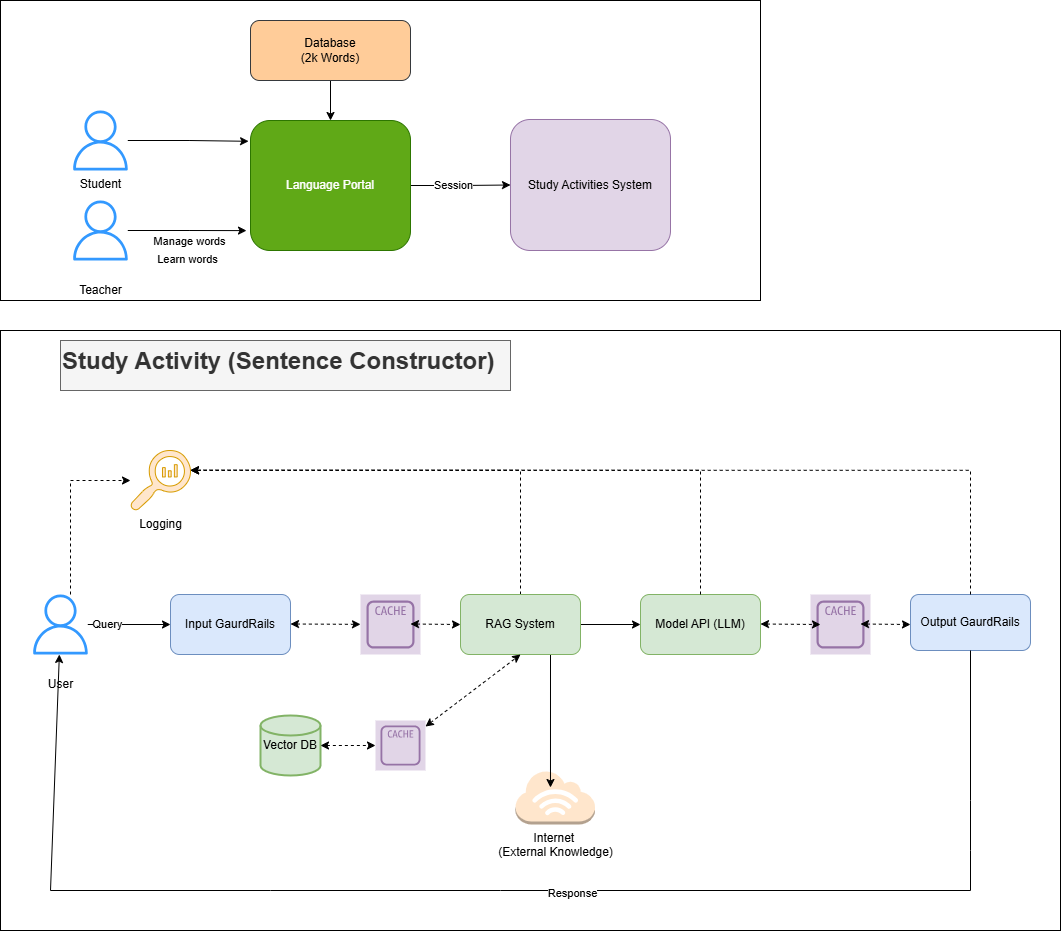 Database
(2k Words)
Student
Language Portal
Session
Study Activities System
Manage words
Learn words
Teacher
Study Activity (Sentence Constructor)
Logging
User
Query
Input GaurdRails
CACHE
RAG System
Model API (LLM)
CACHE
Output GaurdRails
Vector DB
CACHE
Internet
(External Knowledge)
Response